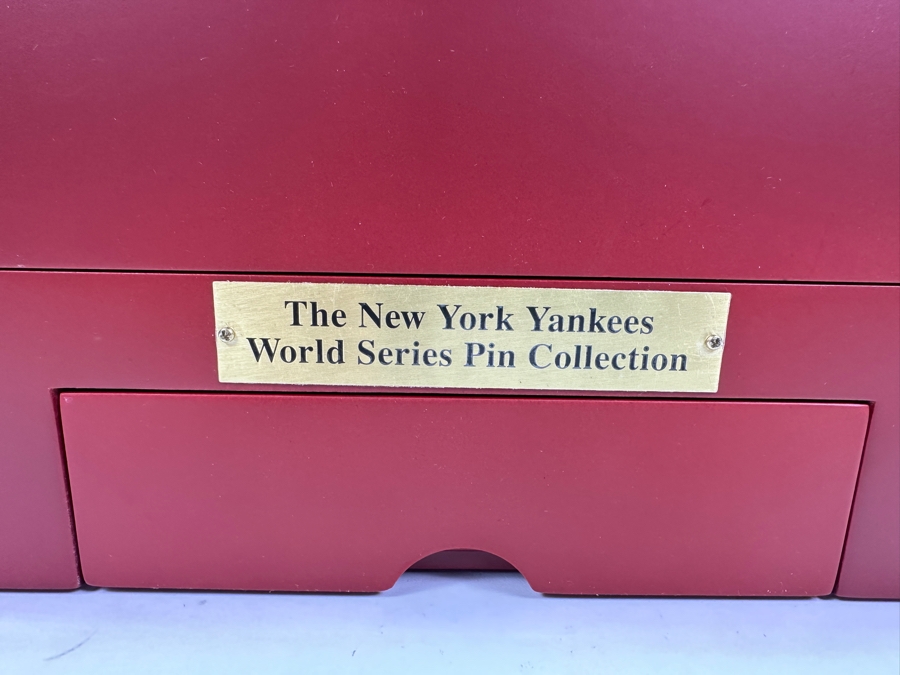 The New York Yankees
World Series Pin Collection